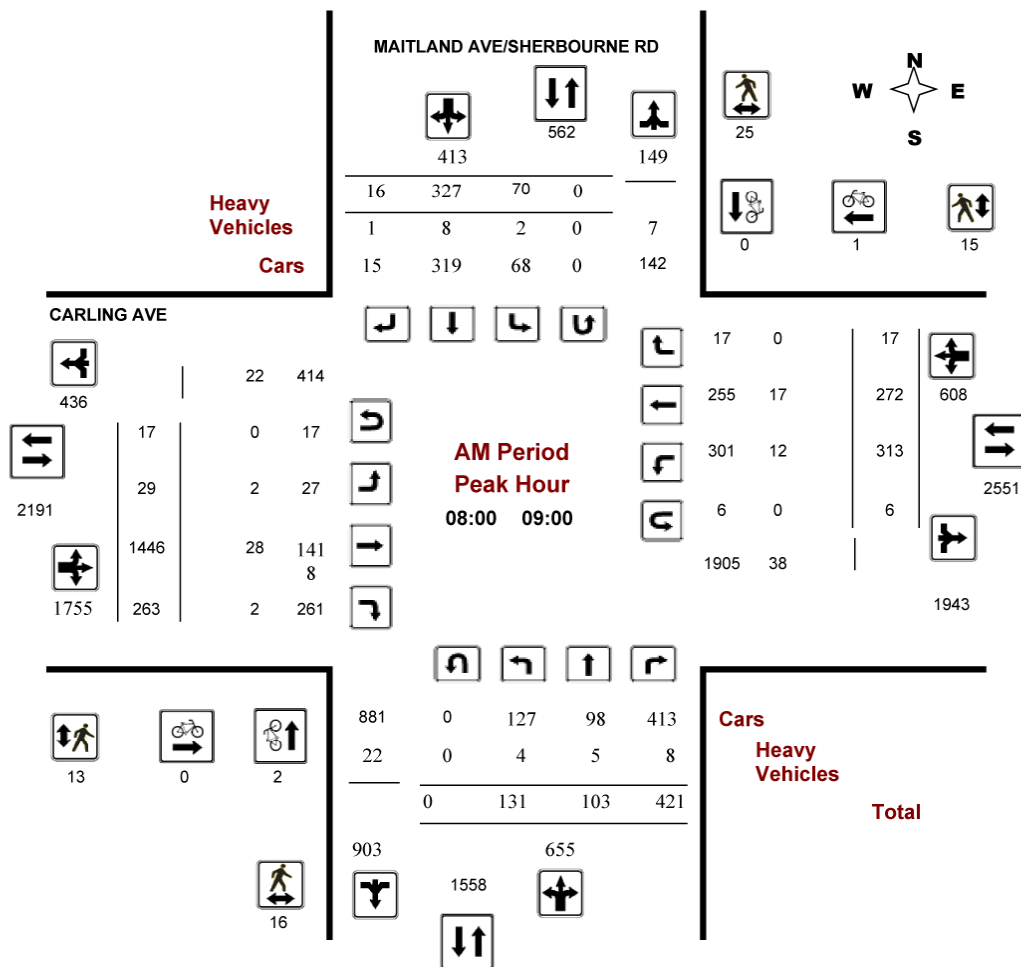 MAITLAND AVE/SHERBOURNE RD
N
W E
S
562
25
413 149
16 327 70 0
Heavy
Vehicles
1 8 2 0 7
0 1 15
Cars
15 319 68 0 142
CARLING AVE
17 0 17
22 414
436
255 17 272 608
17 0 17
AM Period
301 12 313
Peak Hour
29 2 27
2551
2191
08:00 09:00
6 0 6
1446 28 141
8
1905 38
1755 263 2 261
1943
881 0 127 98 413 Cars
22 0 4 5 8 Heavy
Vehicles
13 0 2
0 131 103 421 Total
903 655
1558
16